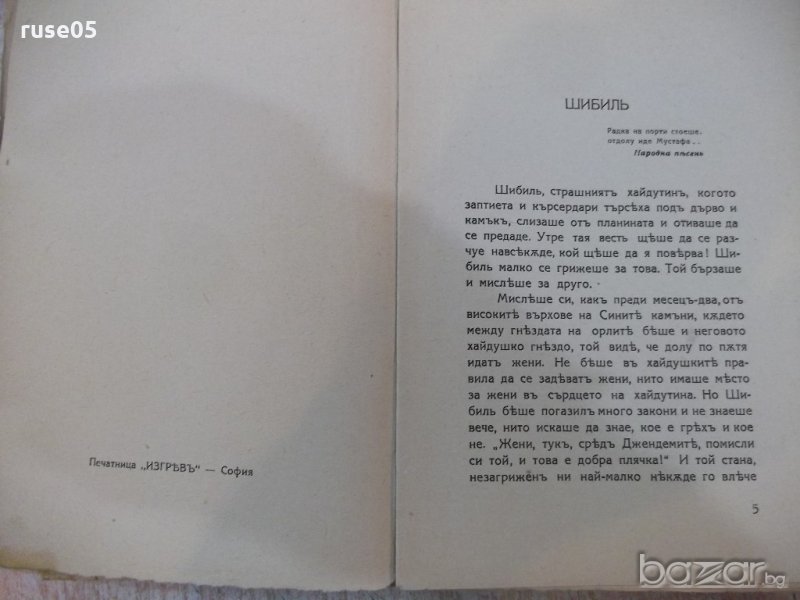 ruse05
Печатница „ИЗГРѢВЪ" — София
ШИБИЛЬ
Радка на порти стоеше.
отдолу иде Мустафа..
Народна пѣсень
Шибиль, страшниятъ хайдутинъ, когото
заптиета и кърсердари търсѣха подъ дърво и
камъкъ, слизаше отъ планината и отиваше да
се предаде. Утре тая весть щѣше да се раз-
чуе навсѣкѫде, кой щѣше да я повѣрва! Ши-
биль малко се грижеше за това. Той бързаше
и мислѣше за друго.
Мислѣше си, какъ преди месецъ-два, отъ
високитѣ върхове на Синитѣ камъни, кѫдето
между гнѣздата на орлитѣ бѣше и неговото
хайдушко гнѣздо, той видѣ, че долу по пѫтя
идатъ жени. Не бѣше въ хайдушкитѣ пра-
вила да се задѣватъ жени, нито имаше мѣсто
за жени въ сърдцето на хайдутина. Но Ши-
биль бѣше погазилъ много закони и не знаеше
вече, нито искаше да знае, кое е грѣхъ и кое
не. „Жени, тукъ, срѣдъ Джендемитѣ, помисли
си той, и това е добра плячка!" И той стана,
незагриженъ ни най-малко нѣкѫде го влѣче
5
bazar.bg